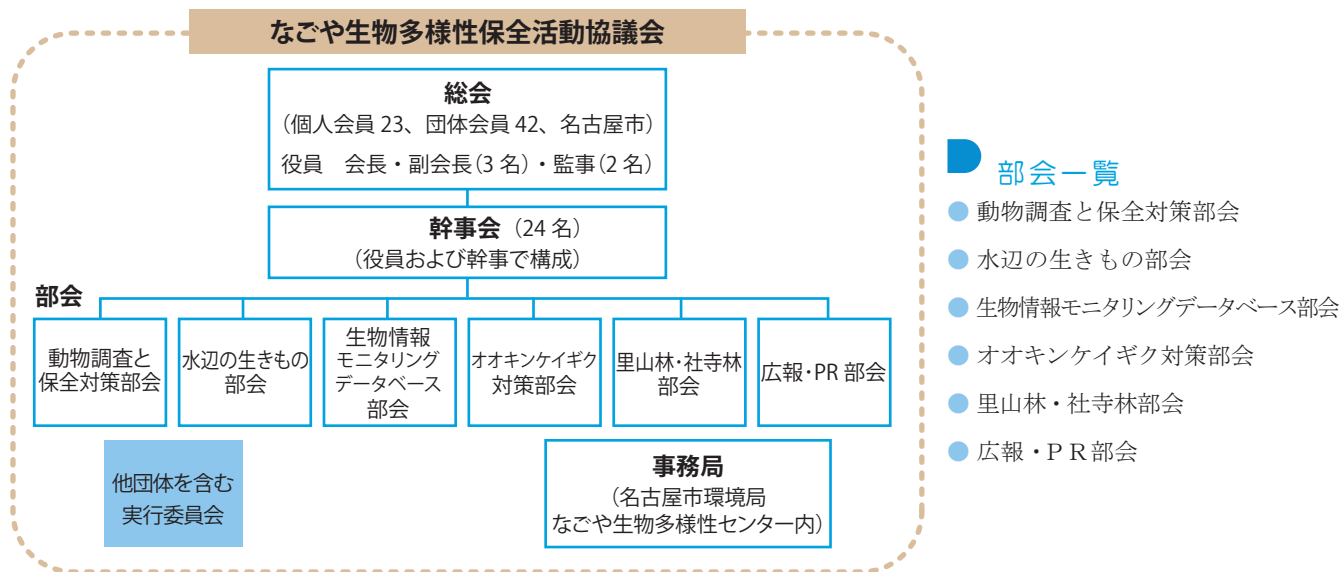 なごや生物多様性保全活動協議会
総会
（個人会員 23、団体会員 42、名古屋市）
役員　会長・副会長（3 名）・監事（2 名）
幹事会（24 名）
（役員および幹事で構成）
部会
動物調査と
保全対策部会
水辺の生きもの
部会
生物情報
モニタリング
データベース
部会
オオキンケイギク
対策部会
里山林・社寺林
部会
広報・PR 部会
他団体を含む
実行委員会
事務局
（名古屋市環境局
なごや生物多様性センター内）
部会一覧
● 動物調査と保全対策部会
● 水辺の生きもの部会
● 生物情報モニタリングデータベース部会
● オオキンケイギク対策部会
● 里山林・社寺林部会
● 広報・ＰＲ部会